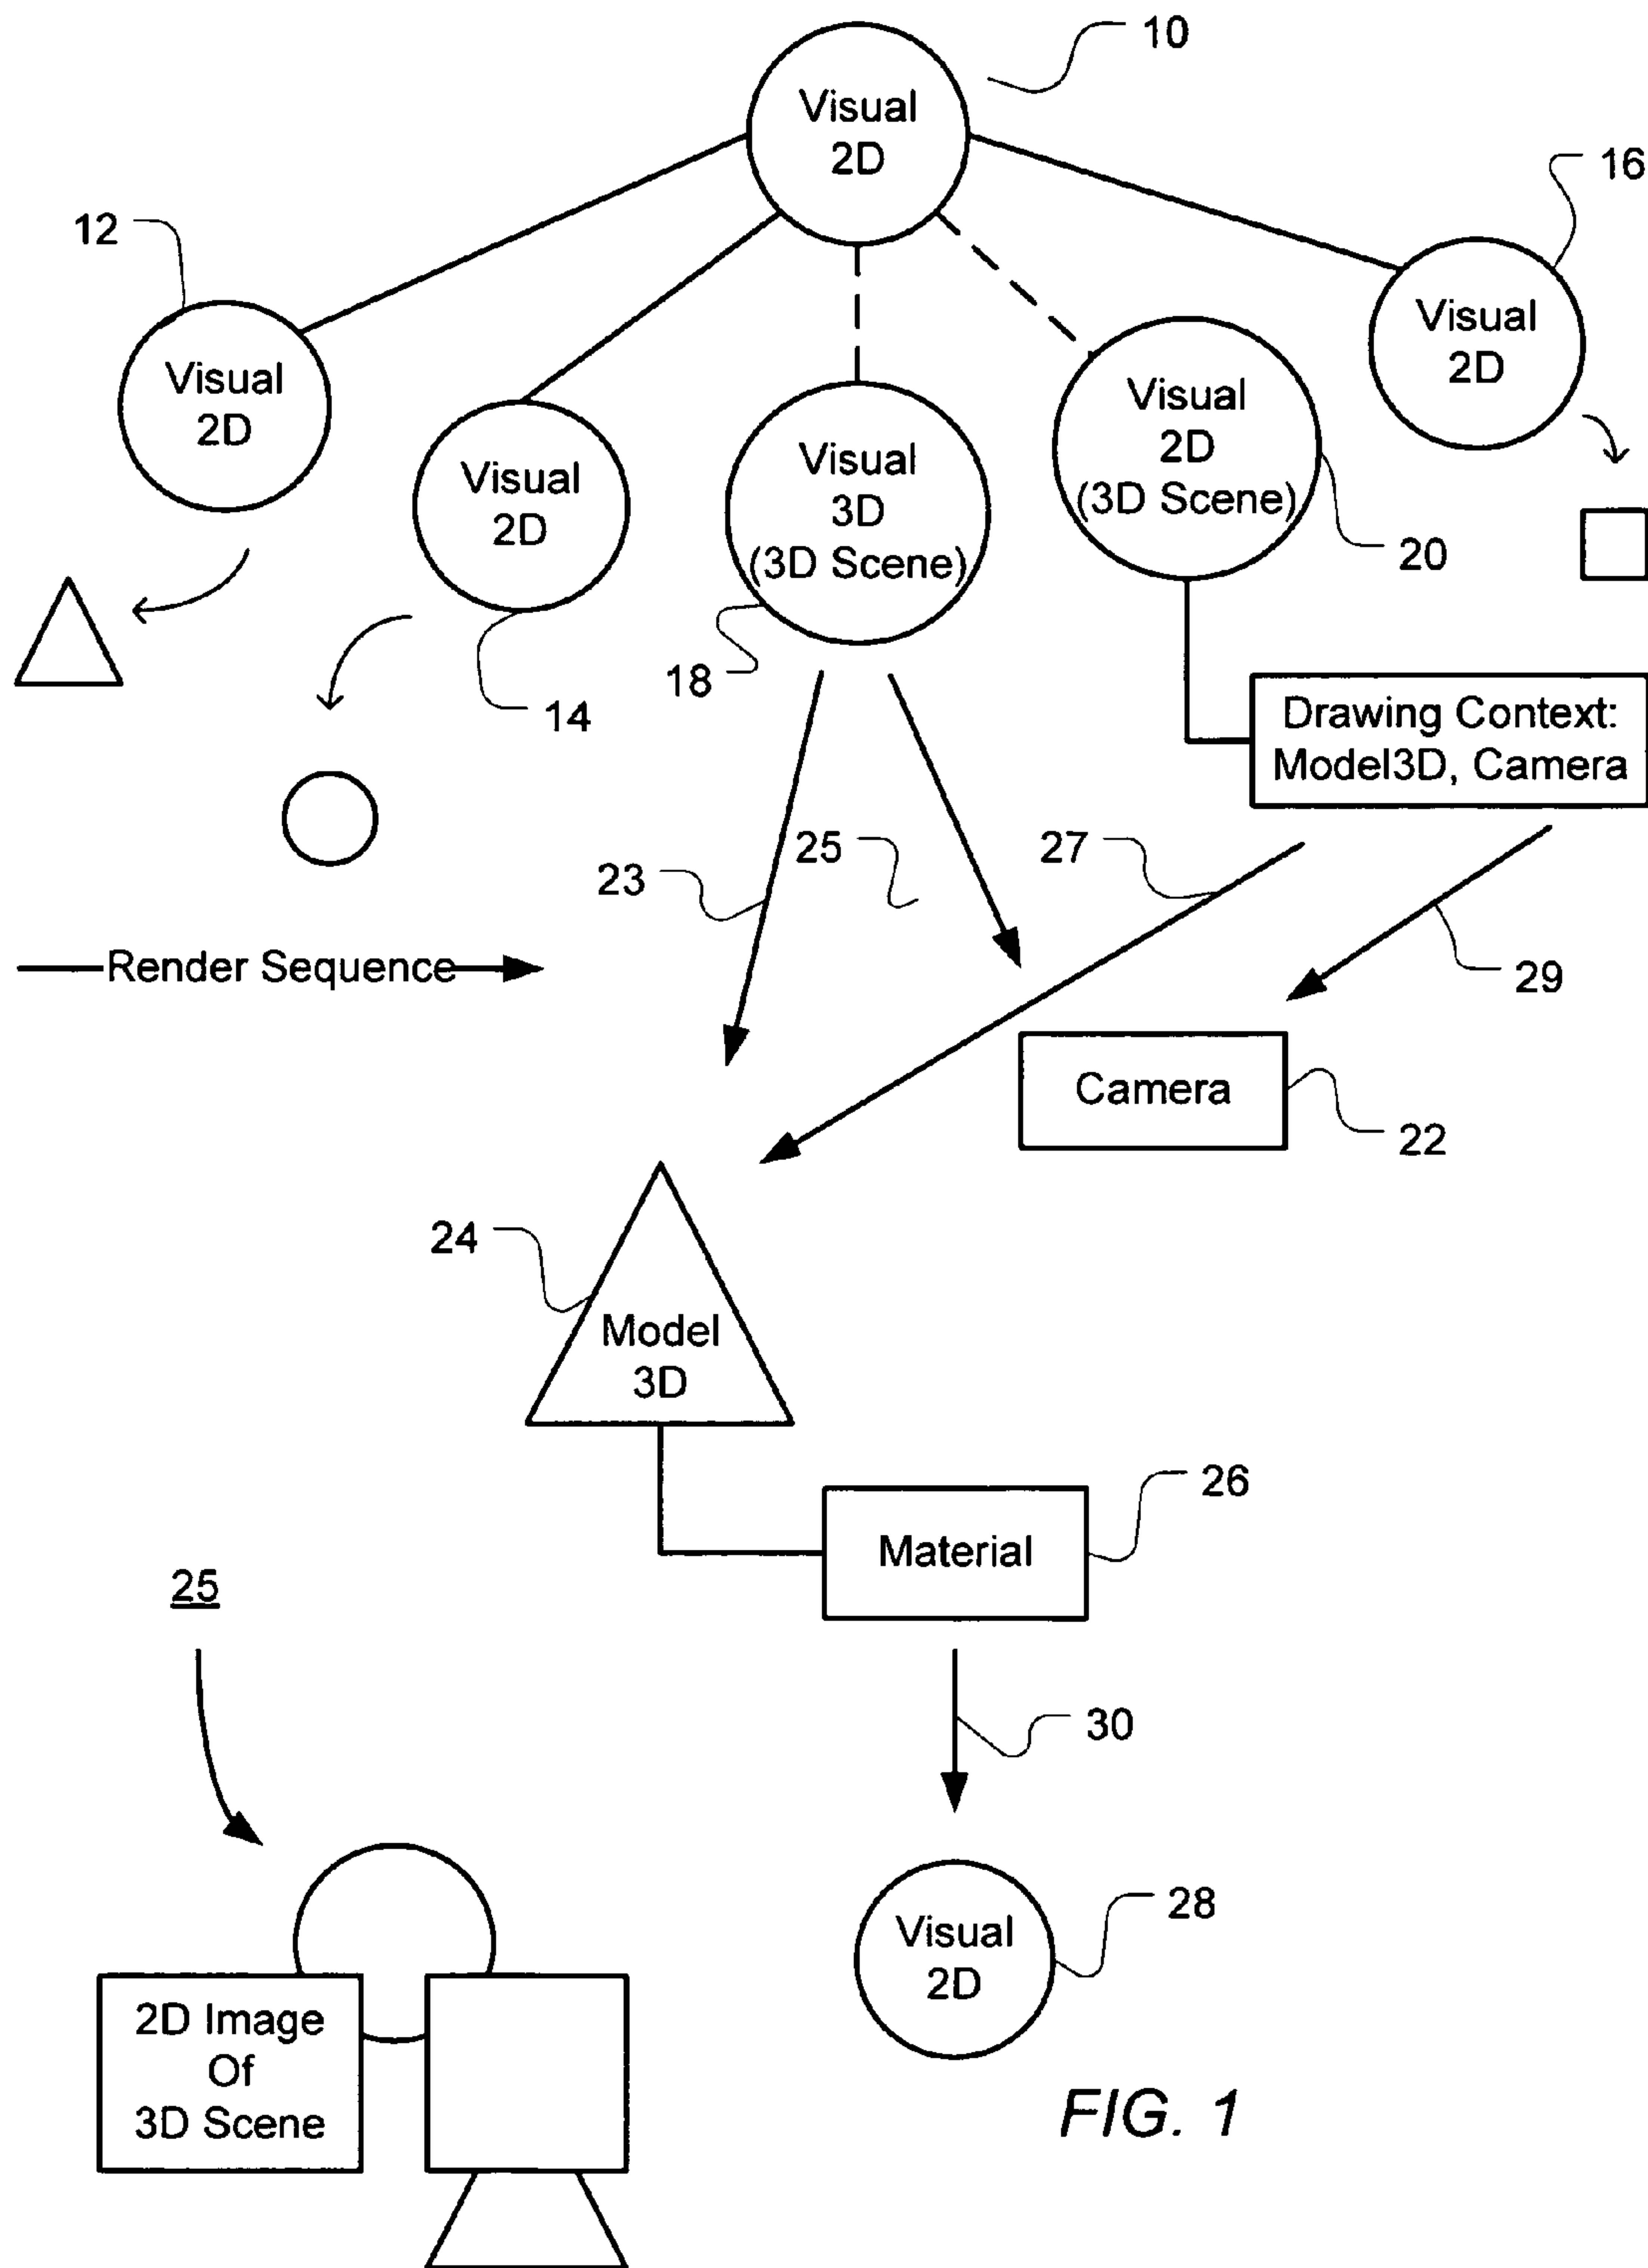 10
Visual
2D
16
12
Visual
2D
Visual
2D
Visual
2D
Visual
3D
(3D Scene)
Visual
2D
(3D Scene)
20
18
14
Drawing Context:
Model3D, Camera
25
27
23
Render Sequence
29
Camera
22
24
Model
3D
26
Material
25
30
28
Visual
2D
2D Image
Of
3D Scene
FIG. 1